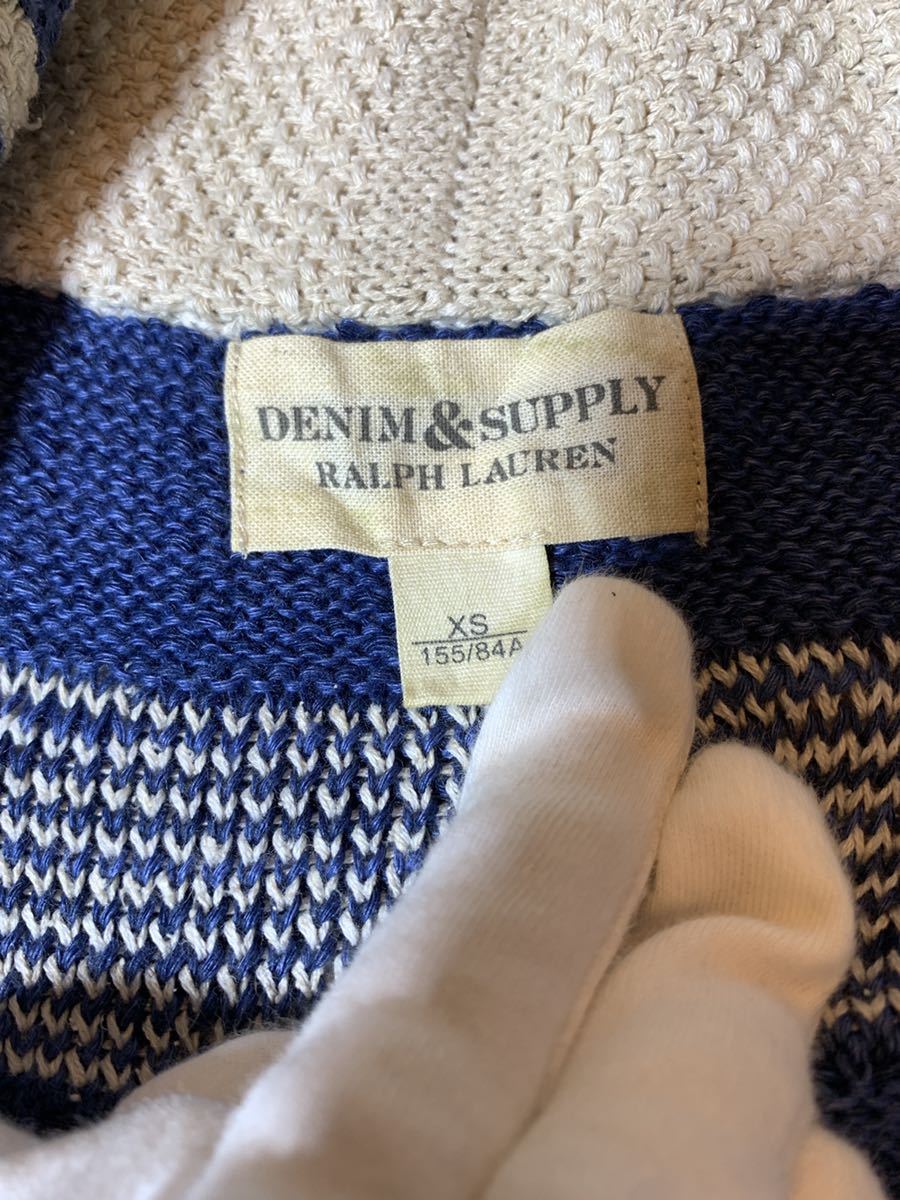 DENIM & SUPPLY
RALPH LAUREN
XS
155/84A